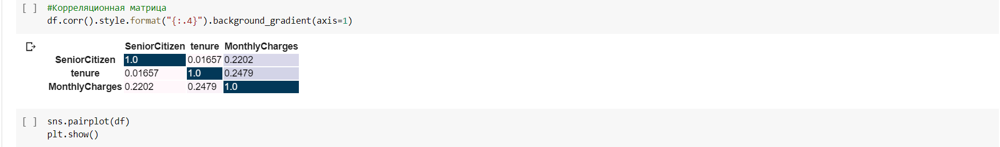 [ ] #Корреляционная матрица
df.corr().style.format("{:.4}").background_gradient(axis=1)
SeniorCitizen tenure MonthlyCharges
SeniorCitizen 1.0 0.01657 0.2202
tenure 0.01657 1.0 0.2479
MonthlyCharges 0.2202 0.2479 1.0
[ ] sns.pairplot(df)
plt.show()